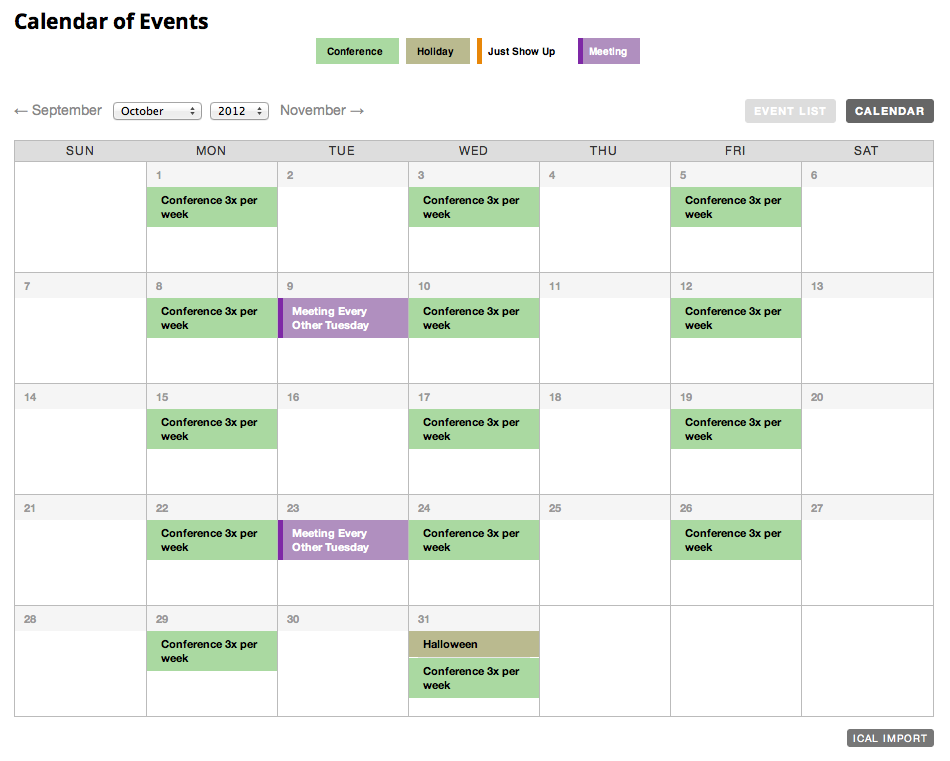 Calendar of Events
Conference Holiday Just Show Up Meeting
← September October 2012 November → EVENT LIST CALENDAR
SUN MON TUE WED THU FRI SAT
1 2 3 4 5 6
Conference 3x per Conference 3x per Conference 3x per
week week week
7 8 9 10 11 12 13
Conference 3x per Meeting Every Conference 3x per Conference 3x per
week Other Tuesday week week
14 15 16 17 18 19 20
Conference 3x per Conference 3x per Conference 3x per
week week week
21 22 23 24 25 26 27
Conference 3x per Meeting Every Conference 3x per Conference 3x per
week Other Tuesday week week
28 29 30 31
Conference 3x per Halloween
week Conference 3x per
week
ICAL IMPORT